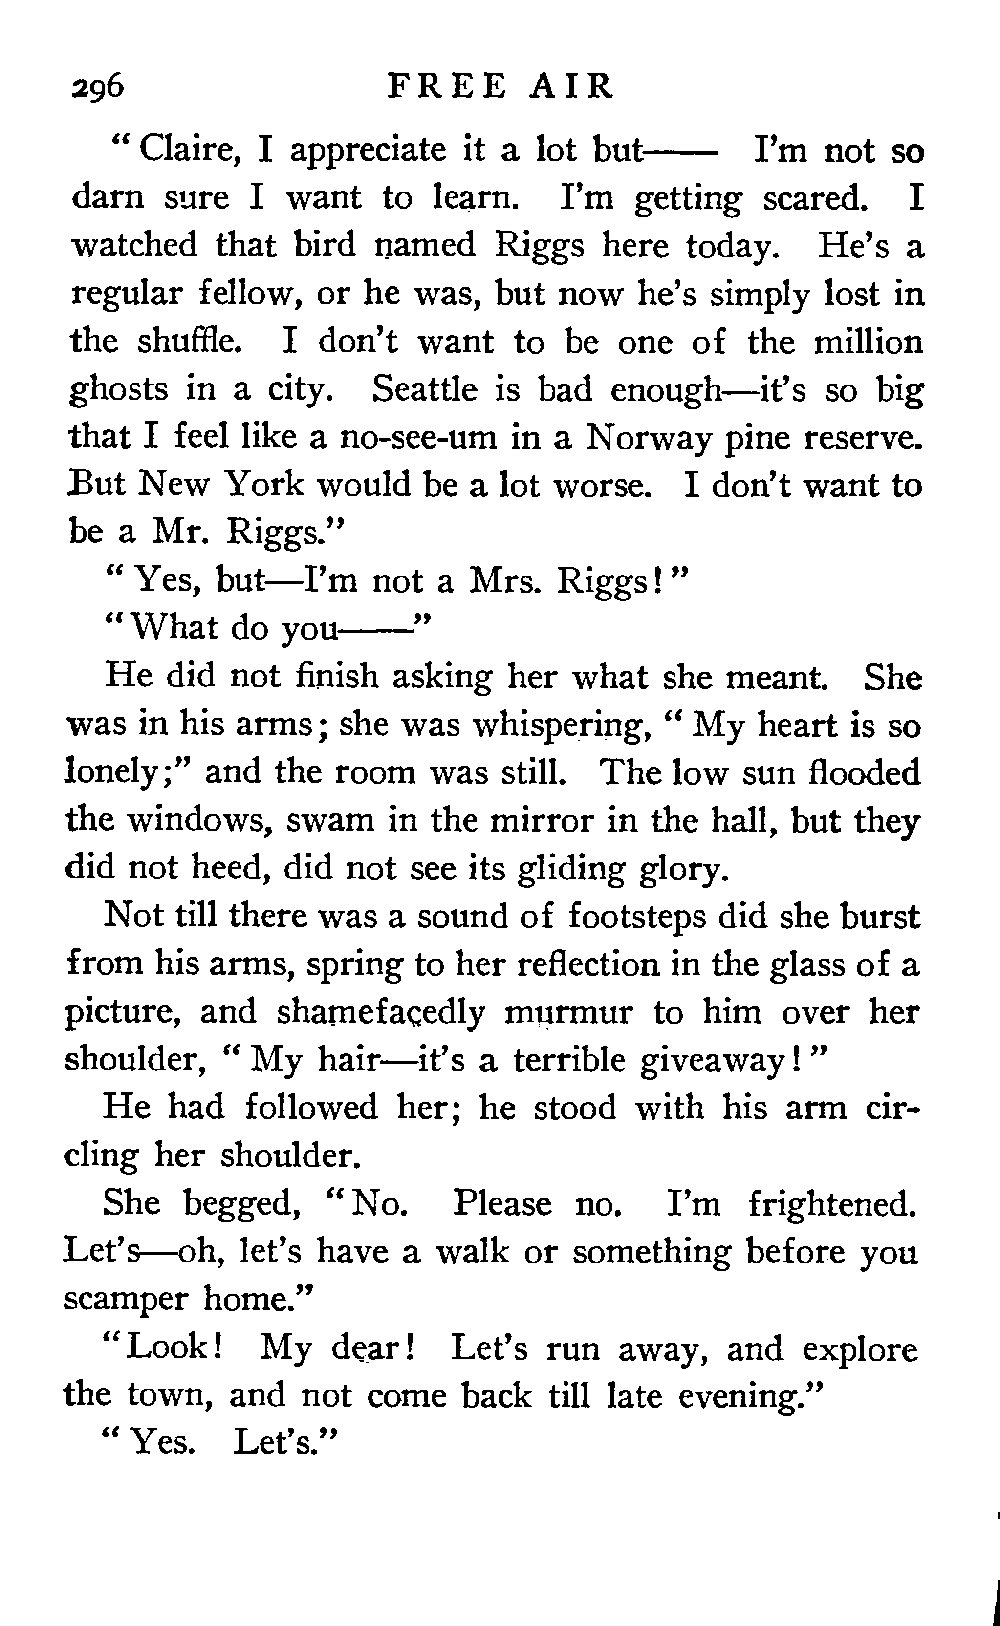 296 FREE AIR
“ Claire, I appreciate it a lot but—— I’m not so
darn sure I want to learn. I’m getting scared. I
watched that bird named Riggs here today. He’s a
regular fellow, or he was, but now he’s simply lost in
the shuffle. I don’t want to be one of the million
ghosts in a city. Seattle is bad enough—it’s so big
that I feel like a no-see-um in a Norway pine reserve.
But New York would be a lot worse. I don’t want to
be a Mr. Riggs.”
“ Yes, but—I’m not a Mrs. Riggs! ”
“ What do you——”
He did not finish asking her what she meant. She
was in his arms; she was whispering, “ My heart is so
lonely;” and the room was still. The low sun flooded
the windows, swam in the mirror in the hall, but they
did not heed, did not see its gliding glory.
Not till there was a sound of footsteps did she burst
from his arms, spring to her reflection in the glass of a
picture, and shamefacedly murmur to him over her
shoulder, “ My hair—it’s a terrible giveaway! ”
He had followed her; he stood with his arm cir-
cling her shoulder.
She begged, “ No. Please no. I’m frightened.
Let’s—oh, let’s have a walk or something before you
scamper home.”
“ Look! My dear! Let’s run away, and explore
the town, and not come back till late evening.”
“ Yes. Let’s.”